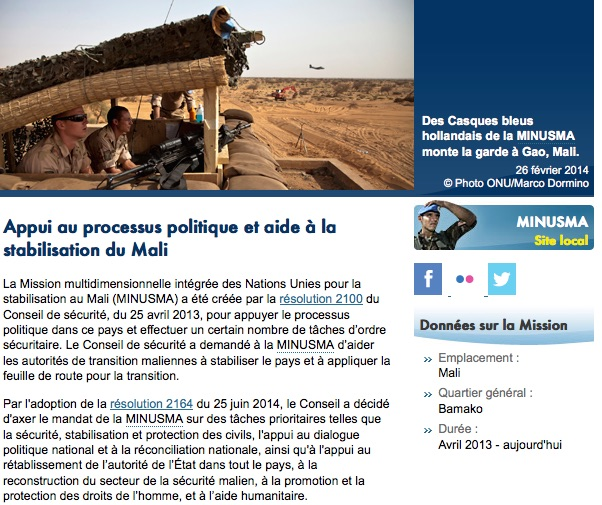 Des Casques bleus
hollandais de la MINUSMA
monte la garde à Gao, Mali.
26 février 2014
© Photo ONU/Marco Dormino
Appui au processus politique et aide à la
stabilisation du Mali
La Mission multidimensionnelle intégrée des Nations Unies pour la
stabilisation au Mali (MINUSMA) a été créée par la résolution 2100 du
Conseil de sécurité, du 25 avril 2013, pour appuyer le processus
politique dans ce pays et effectuer un certain nombre de tâches d’ordre
sécuritaire. Le Conseil de sécurité a demandé à la MINUSMA d’aider
les autorités de transition maliennes à stabiliser le pays et à appliquer la
feuille de route pour la transition.
Par l'adoption de la résolution 2164 du 25 juin 2014, le Conseil a décidé
d'axer le mandat de la MINUSMA sur des tâches prioritaires telles que
la sécurité, stabilisation et protection des civils, l'appui au dialogue
politique national et à la réconciliation nationale, ainsi qu'à l'appui au
rétablissement de l’autorité de l’État dans tout le pays, à la
reconstruction du secteur de la sécurité malien, à la promotion et la
protection des droits de l’homme, et à l’aide humanitaire.
MINUSMA
Site local
f
Données sur la Mission
Emplacement :
Mali
Quartier général :
Bamako
Durée :
Avril 2013 - aujourd'hui